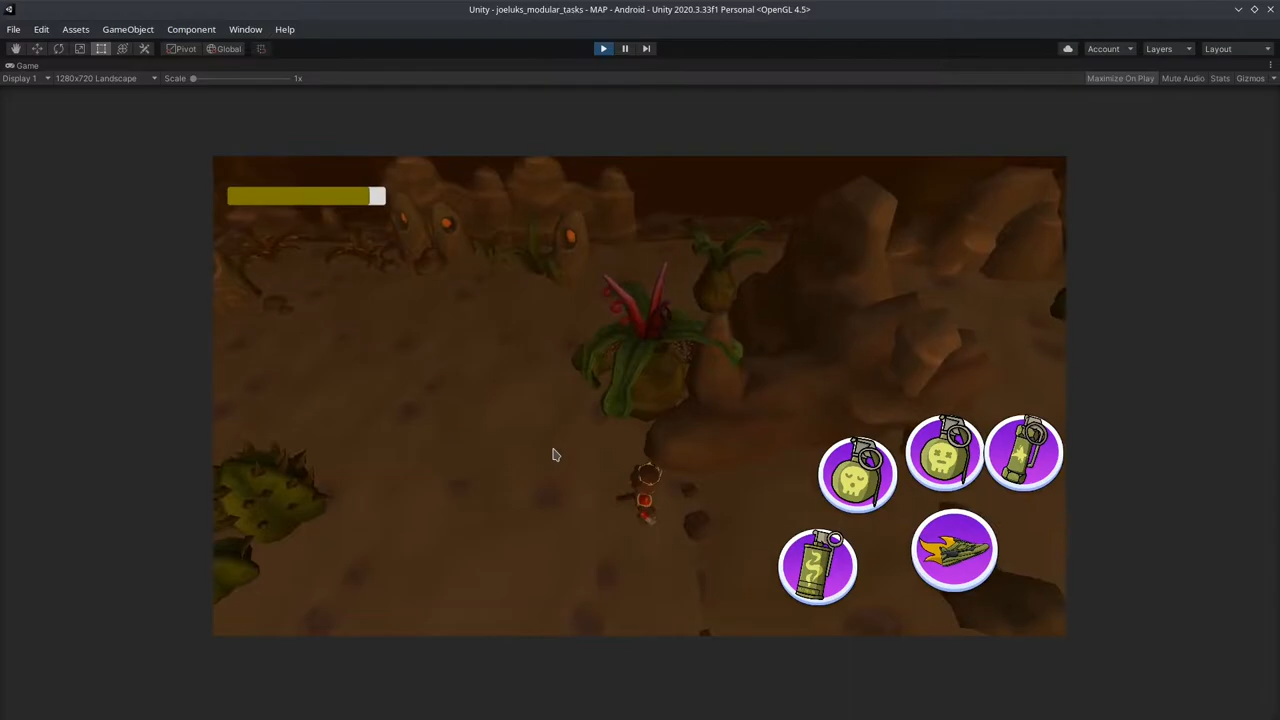 Unity - joeluks_modular_tasks - MAP - Android - Unity 2020.3.33f1 Personal <OpenGL 4.5>
File Edit Assets GameObject Component Window Help
Pivot Global Account Layers Layout
Game
Display 1 1280x720 Landscape Scale 1x Maximize On Play Mute Audio Stats Gizmos